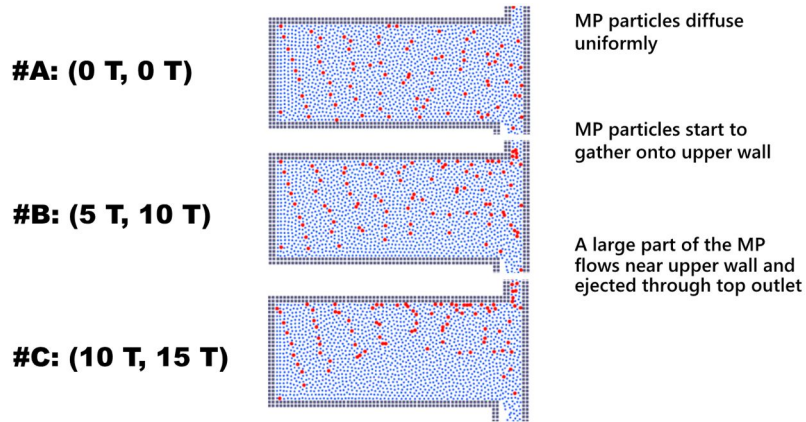 MP particles diffuse
uniformly
#A: (0 T, 0 T)
MP particles start to
gather onto upper wall
#B: (5 T, 10 T)
A large part of the MP
flows near upper wall and
ejected through top outlet
#C: (10 T, 15 T)